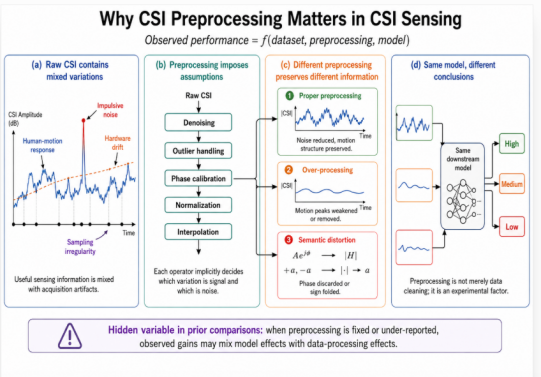 Why CSI Preprocessing Matters in CSI Sensing
Observed performance = f(dataset, preprocessing, model)
(a) Raw CSI contains
mixed variations
CSI Amplitude
(dB)
Impulsive
noise
Human-motion
response
Hardware
drift
Time
Sampling
irregularity
Useful sensing information is mixed
with acquisition artifacts.
(b) Preprocessing imposes
assumptions
Raw CSI
Denoising
Outlier handling
Phase calibration
Normalization
Interpolation
Each operator implicitly decides
which variation is signal and
which is noise.
(c) Different preprocessing
preserves different information
1 Proper preprocessing
|CSI|
Time
Noise reduced, motion
structure preserved.
2 Over-processing
|CSI|
Time
Motion peaks weakened
or removed.
3 Semantic distortion
Ae^{jϕ} → |H|
+a, −a → |·| → a
Phase discarded or
sign folded.
(d) Same model, different
conclusions
Same
downstream
model
High
Medium
Low
Preprocessing is not merely data
cleaning; it is an experimental factor.
Hidden variable in prior comparisons: when preprocessing is fixed or under-reported,
observed gains may mix model effects with data-processing effects.